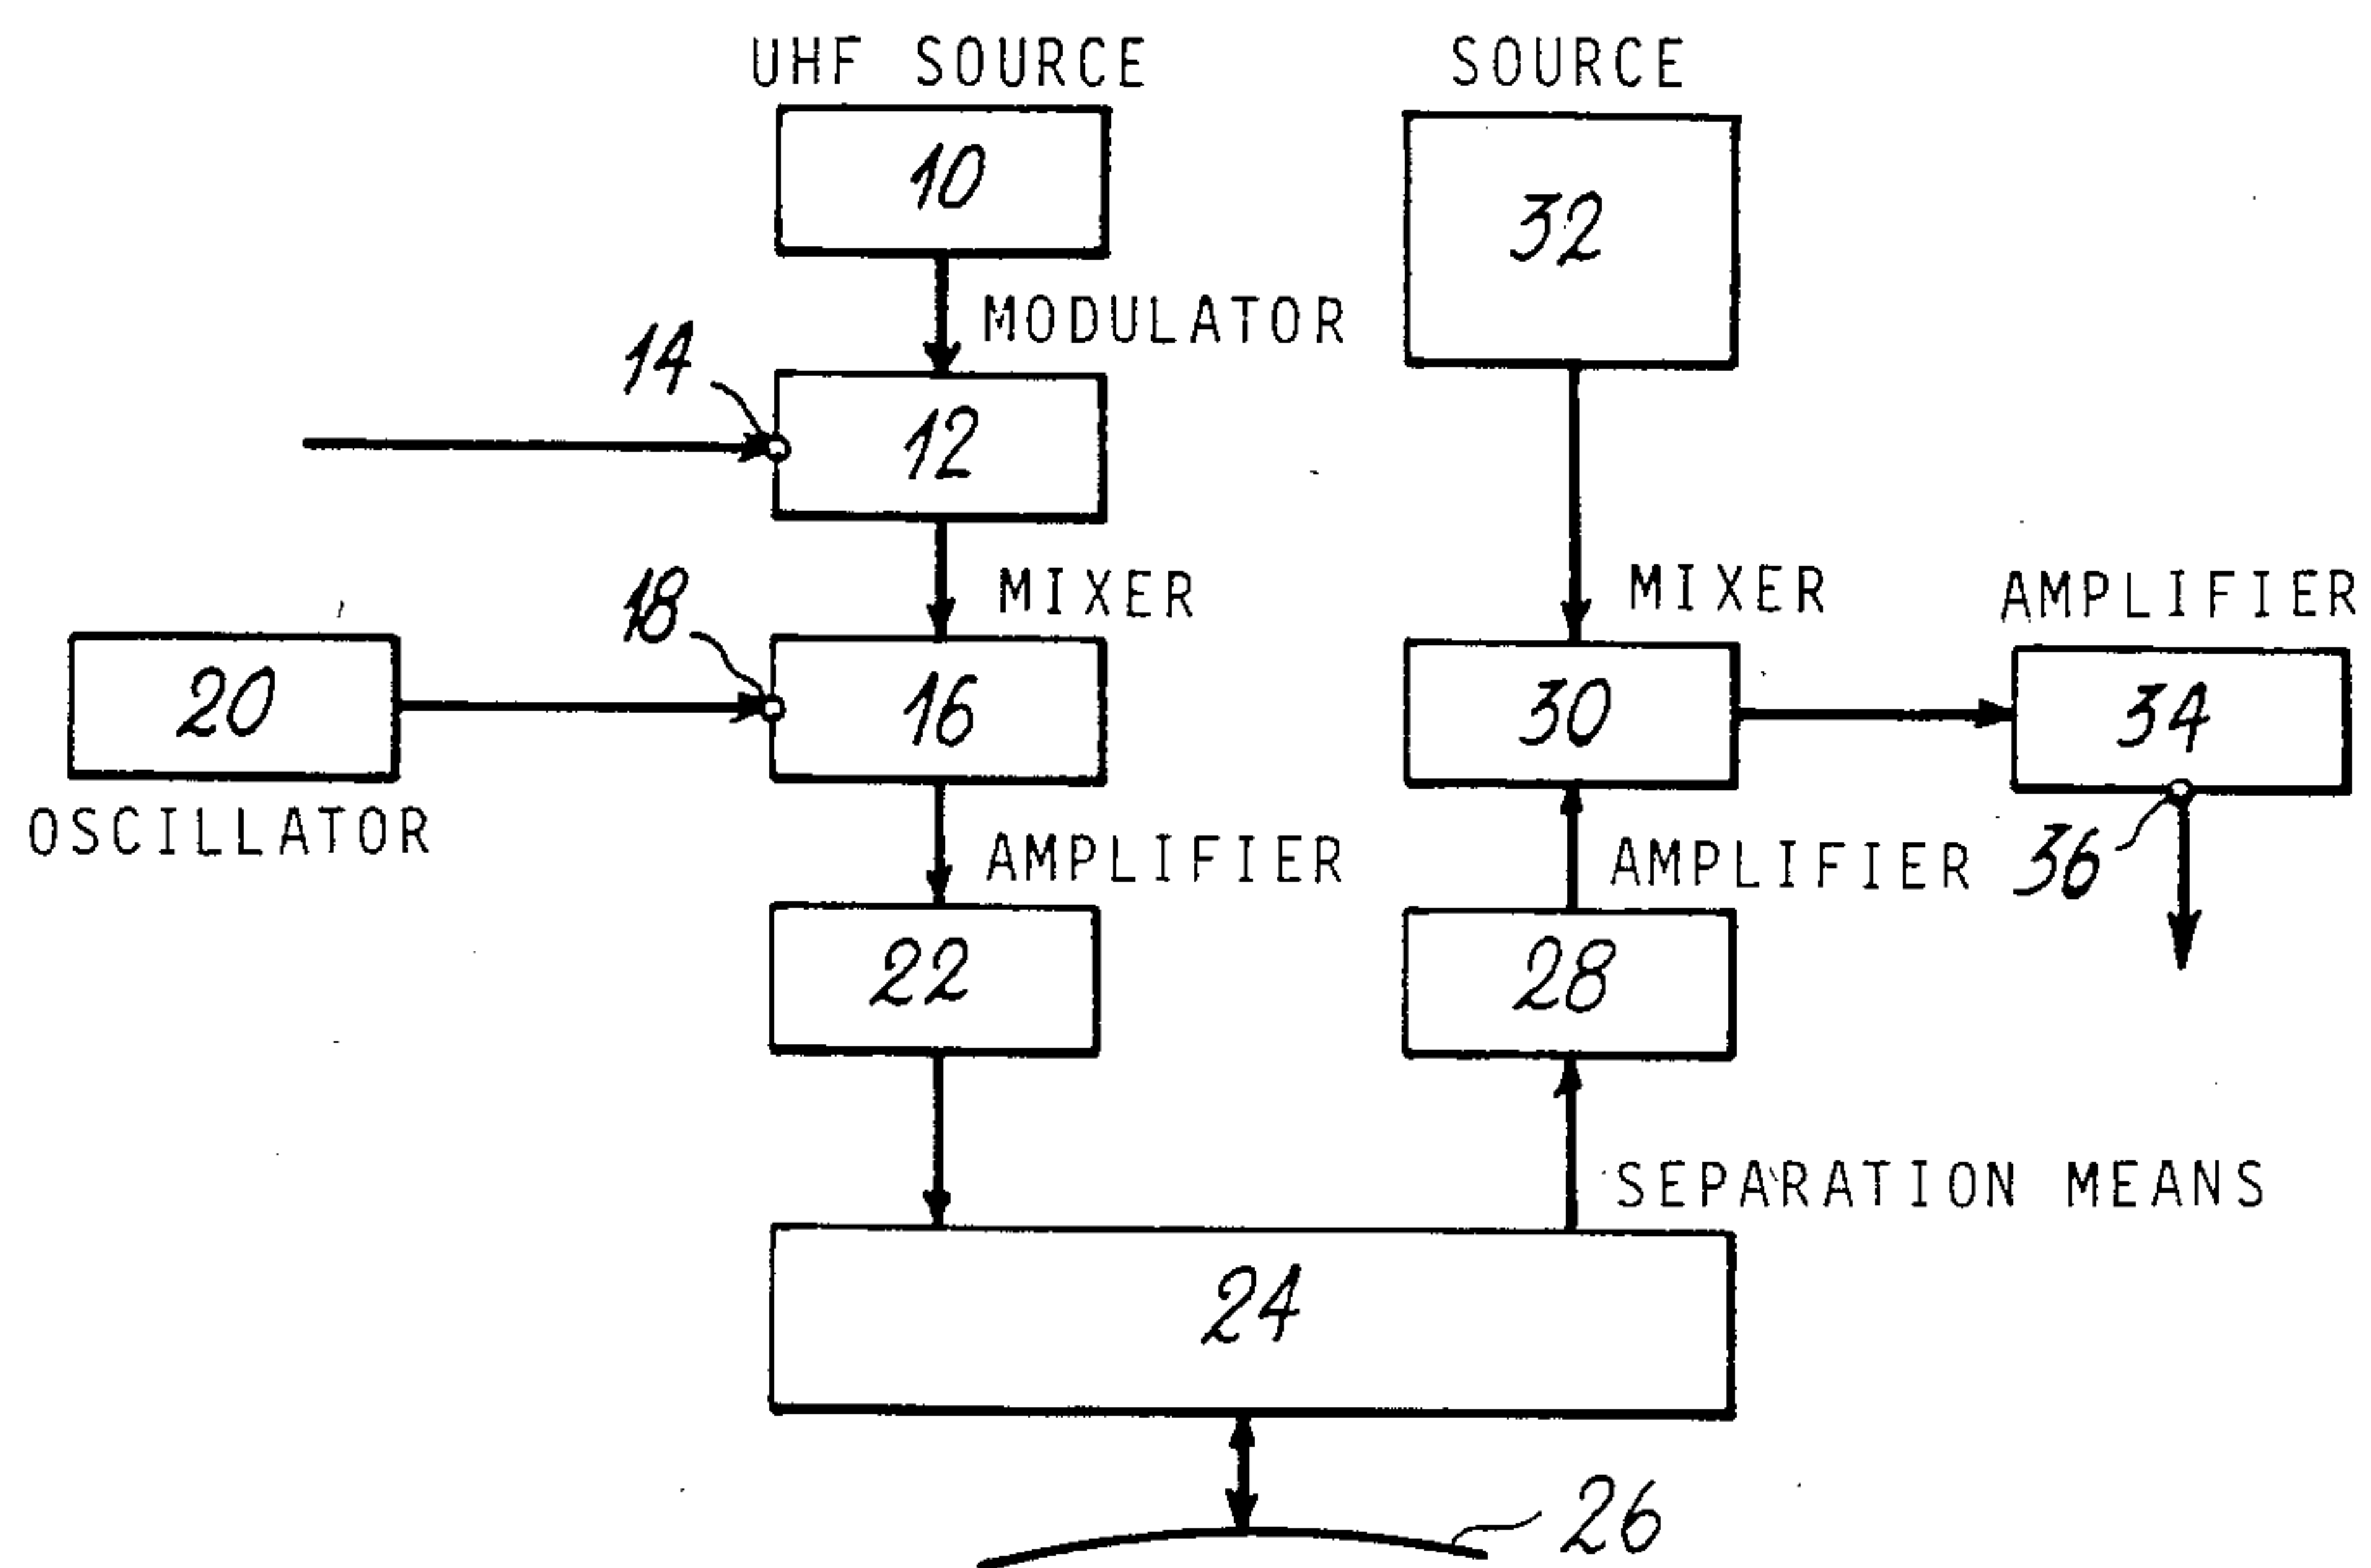 UHF SOURCE
SOURCE
10
32
MODULATOR
14
12
MIXER
MIXER
AMPLIFIER
18
20
16
30
34
OSCILLATOR
AMPLIFIER
AMPLIFIER
36
22
28
SEPARATION MEANS
24
26